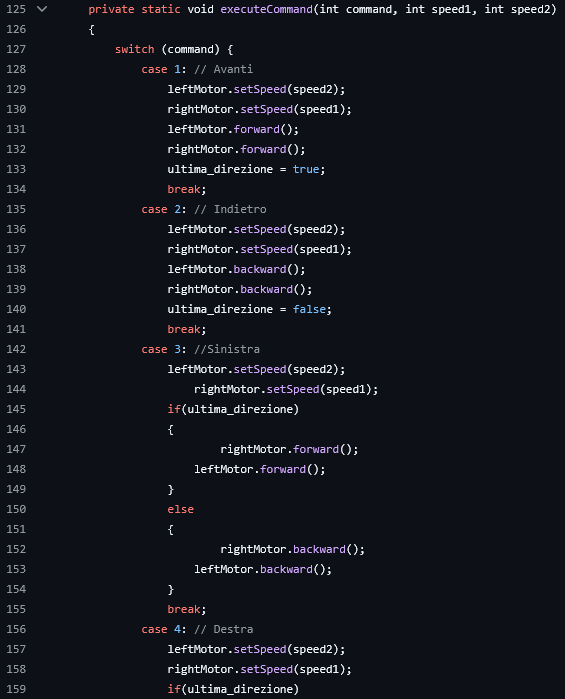 125 private static void executeCommand(int command, int speed1, int speed2)
126 {
127 switch (command) {
128 case 1: // Avanti
129 leftMotor.setSpeed(speed2);
130 rightMotor.setSpeed(speed1);
131 leftMotor.forward();
132 rightMotor.forward();
133 ultima_direzione = true;
134 break;
135 case 2: // Indietro
136 leftMotor.setSpeed(speed2);
137 rightMotor.setSpeed(speed1);
138 leftMotor.backward();
139 rightMotor.backward();
140 ultima_direzione = false;
141 break;
142 case 3: //Sinistra
143 leftMotor.setSpeed(speed2);
144 rightMotor.setSpeed(speed1);
145 if(ultima_direzione)
146 {
147 rightMotor.forward();
148 leftMotor.forward();
149 }
150 else
151 {
152 rightMotor.backward();
153 leftMotor.backward();
154 }
155 break;
156 case 4: // Destra
157 leftMotor.setSpeed(speed2);
158 rightMotor.setSpeed(speed1);
159 if(ultima_direzione)